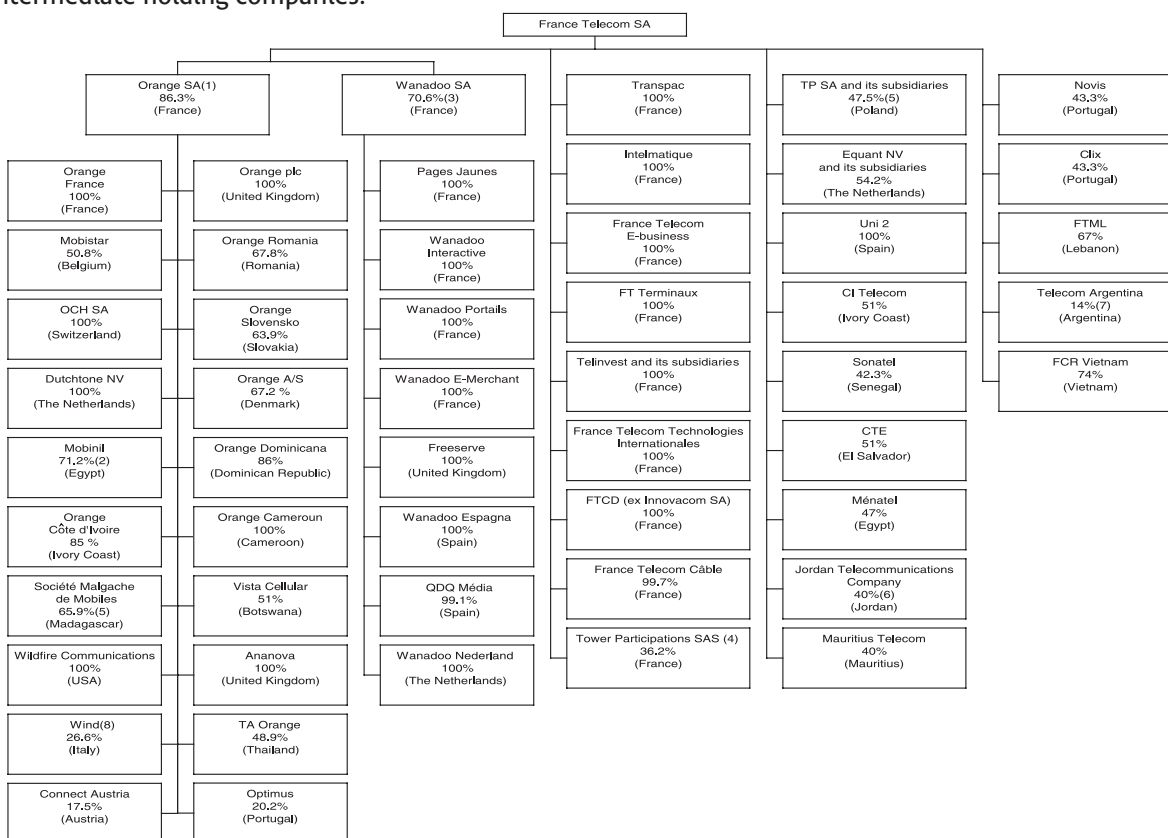 ntermediate holding companies:
France Telecom SA
Orange SA(1)
86.3%
(France)
Wanadoo SA
70.6%(3)
(France)
Transpac
100%
(France)
TP SA and its subsidiaries
47.5%(5)
(Poland)
Novis
43.3%
(Portugal)
Orange
France
100%
(France)
Orange plc
100%
(United Kingdom)
Pages Jaunes
100%
(France)
Intelmatique
100%
(France)
Equant NV
and its subsidiaries
54.2%
(The Netherlands)
Clix
43.3%
(Portugal)
Mobistar
50.8%
(Belgium)
Orange Romania
67.8%
(Romania)
Wanadoo
Interactive
100%
(France)
France Telecom
E-business
100%
(France)
Uni 2
100%
(Spain)
FTML
67%
(Lebanon)
OCH SA
100%
(Switzerland)
Orange
Slovensko
63.9%
(Slovakia)
Wanadoo Portails
100%
(France)
FT Terminaux
100%
(France)
CI Telecom
51%
(Ivory Coast)
Telecom Argentina
14%(7)
(Argentina)
Dutchtone NV
100%
(The Netherlands)
Orange A/S
67.2 %
(Denmark)
Wanadoo E-Merchant
100%
(France)
Telinvest and its subsidiaries
100%
(France)
Sonatel
42.3%
(Senegal)
FCR Vietnam
74%
(Vietnam)
Mobinil
71.2%(2)
(Egypt)
Orange Dominicana
86%
(Dominican Republic)
Freeserve
100%
(United Kingdom)
France Telecom Technologies
Internationales
100%
(France)
CTE
51%
(El Salvador)
Orange
Côte d'Ivoire
85 %
(Ivory Coast)
Orange Cameroun
100%
(Cameroon)
Wanadoo Espagna
100%
(Spain)
FTCD (ex Innovacom SA)
100%
(France)
Ménatel
47%
(Egypt)
Société Malgache
de Mobiles
65.9%(5)
(Madagascar)
Vista Cellular
51%
(Botswana)
QDQ Média
99.1%
(Spain)
France Telecom Câble
99.7%
(France)
Jordan Telecommunications
Company
40%(6)
(Jordan)
Wildfire Communications
100%
(USA)
Ananova
100%
(United Kingdom)
Wanadoo Nederland
100%
(The Netherlands)
Tower Participations SAS (4)
36.2%
(France)
Mauritius Telecom
40%
(Mauritius)
Wind(8)
26.6%
(Italy)
TA Orange
48.9%
(Thailand)
Connect Austria
17.5%
(Austria)
Optimus
20.2%
(Portugal)